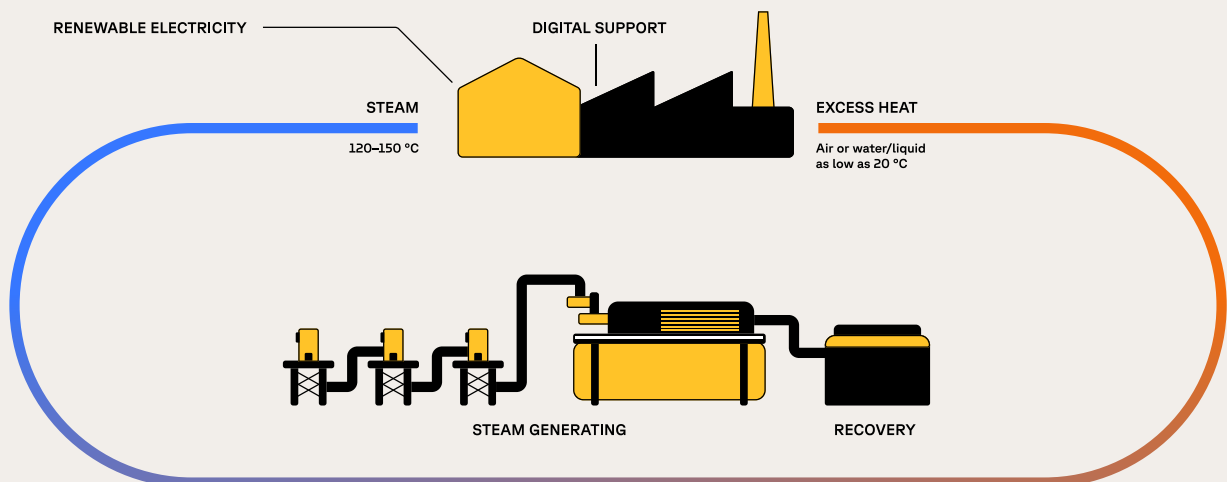 RENEWABLE ELECTRICITY
DIGITAL SUPPORT
STEAM
120–150 °C
EXCESS HEAT
Air or water/liquid
as low as 20 °C
STEAM GENERATING
RECOVERY